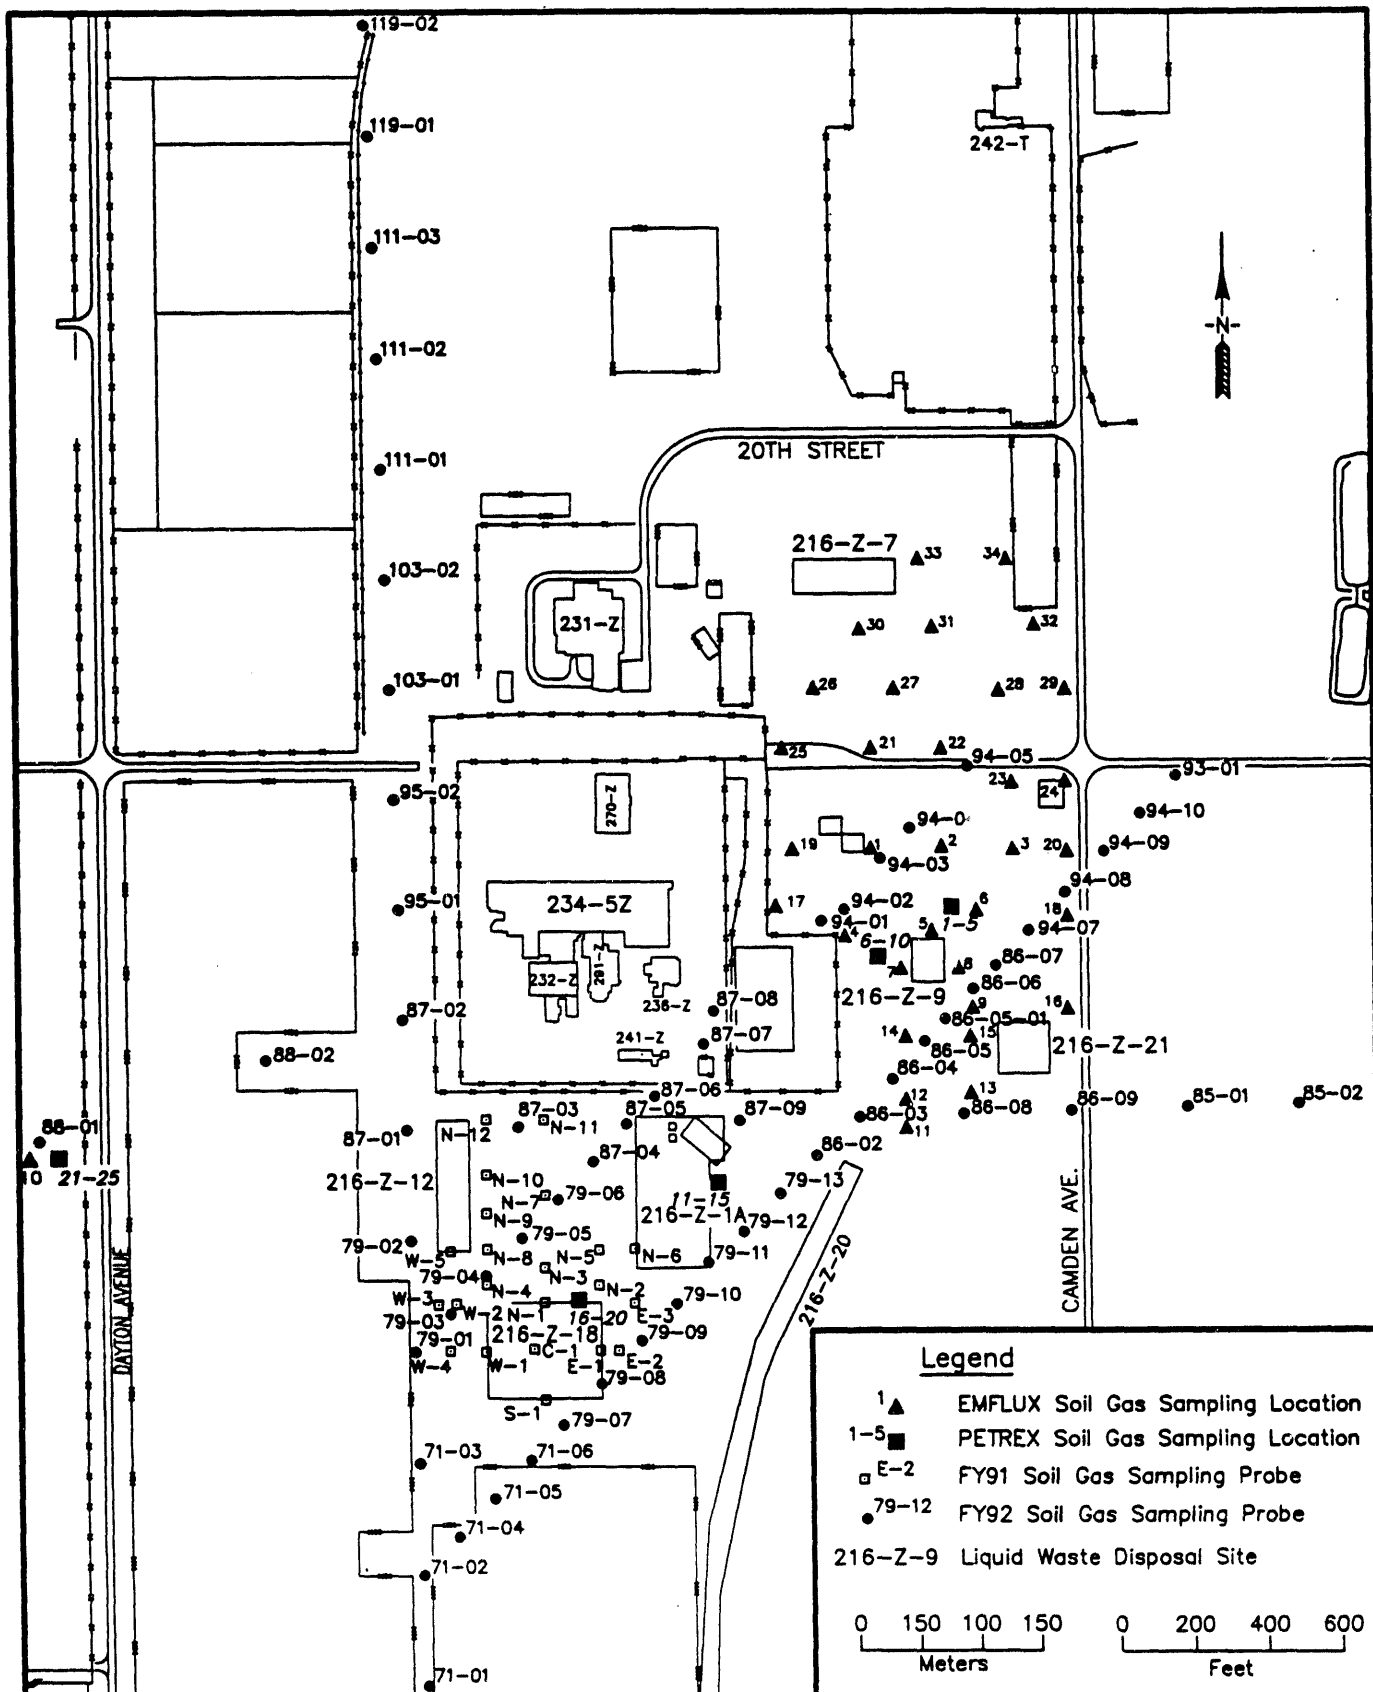 119-02
119-01
242-T
111-03
-N-
111-02
20TH STREET
111-01
216-Z-7
33
34
103-02
231-Z
30
31
32
103-01
26
27
28
29
25
21
22
94-05
93-01
23
24
95-02
270-Z
94-10
94-0
19
1
2
3
20
94-09
94-03
94-08
95-01
234-5Z
17
94-02
6
18
94-01
5
1-5
94-07
4
6-10
86-07
232-Z
291-Z
7
8
236-Z
216-Z-9
86-06
87-02
87-08
9
16
86-05-01
241-Z
87-07
14
15
86-05
216-Z-21
88-02
86-04
87-06
12
13
85-01
85-02
87-03
87-05
87-09
86-03
86-08
86-09
88-01
87-01
N-12
N-11
11
10
21-25
87-04
86-02
216-Z-12
N-10
79-13
N-7
79-06
11-15
CAMDEN AVE.
N-9
216-Z-1A
79-12
79-02
79-05
W-5
N-8
N-5
N-6
79-11
DAYTON AVENUE
79-04
N-3
216-Z-20
N-4
N-2
79-10
W-3
W-2
N-1
16-20
E-3
79-03
79-01
216-Z-18
79-09
W-4
W-1
C-1
E-1
E-2
79-08
S-1
79-07
71-03
71-06
71-05
71-04
71-02
71-01
Legend
1 EMFLUX Soil Gas Sampling Location
1-5 PETREX Soil Gas Sampling Location
E-2 FY91 Soil Gas Sampling Probe
79-12 FY92 Soil Gas Sampling Probe
216-Z-9 Liquid Waste Disposal Site
0 150 100 150
Meters
0 200 400 600
Feet